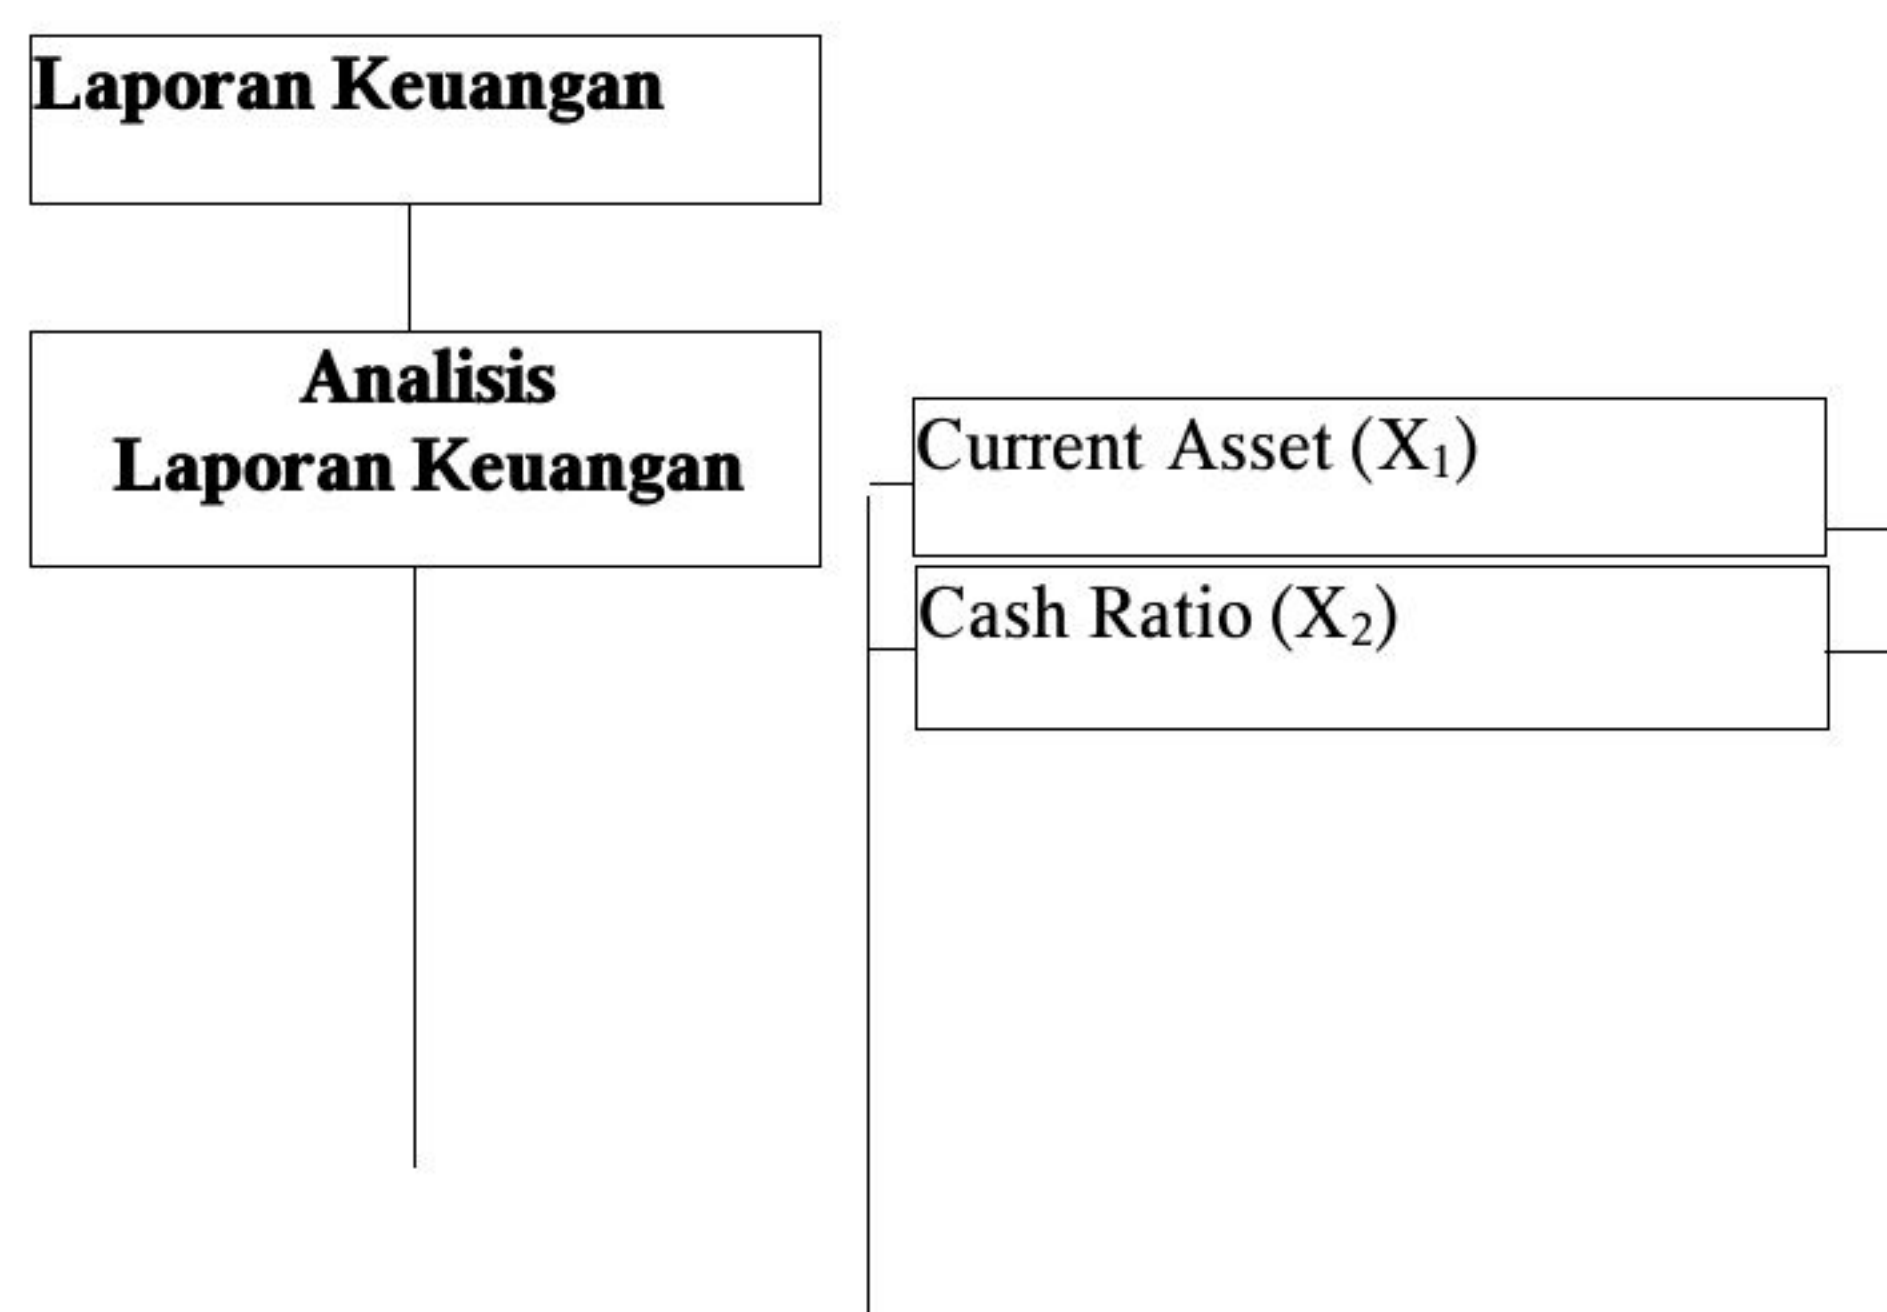 Laporan Keuangan
Analisis
Laporan Keuangan
Current Asset (X₁)
Cash Ratio (X₂)